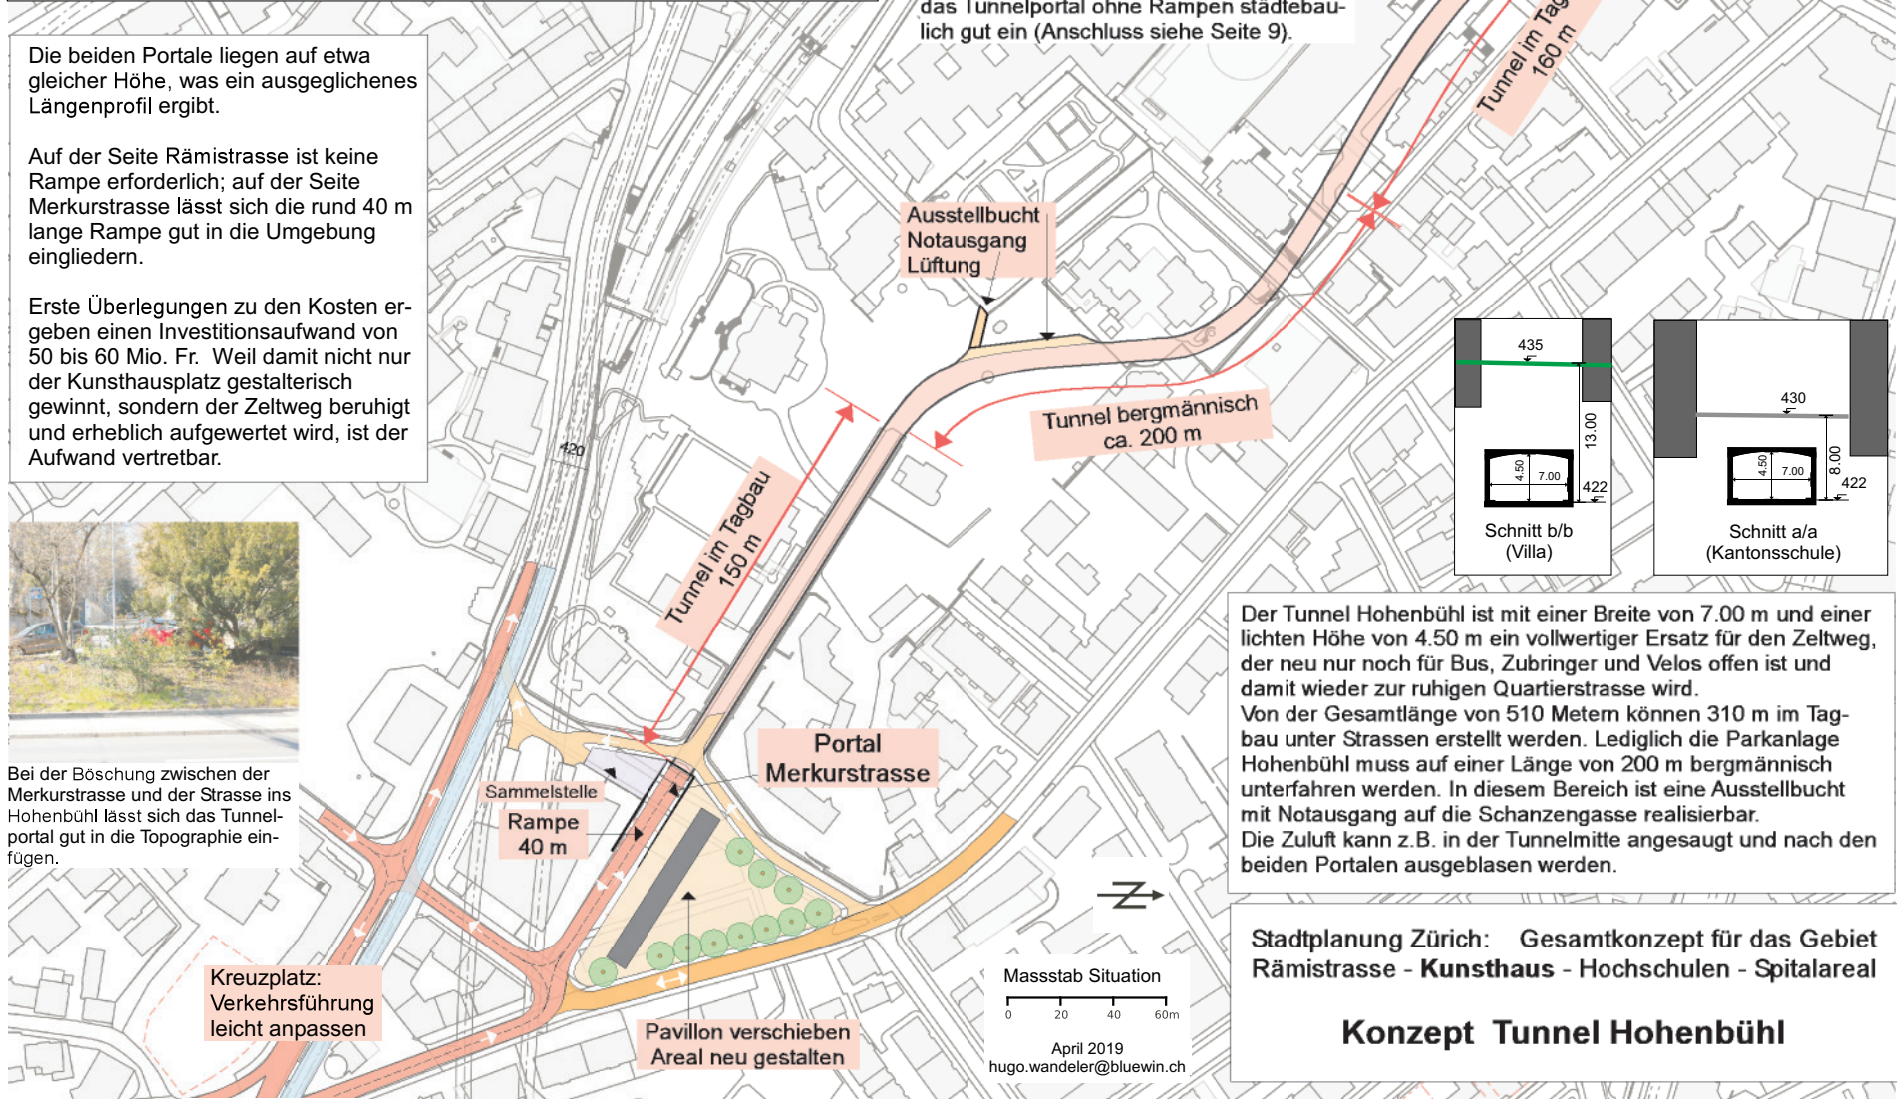 das Tunnelportal ohne Rampen städtebau-
lich gut ein (Anschluss siehe Seite 9).
Die beiden Portale liegen auf etwa
gleicher Höhe, was ein ausgeglichenes
Längenprofil ergibt.
Auf der Seite Rämistrasse ist keine
Rampe erforderlich; auf der Seite
Merkurstrasse lässt sich die rund 40 m
lange Rampe gut in die Umgebung
eingliedern.
Erste Überlegungen zu den Kosten er-
geben einen Investitionsaufwand von
50 bis 60 Mio. Fr. Weil damit nicht nur
der Kunsthausplatz gestalterisch
gewinnt, sondern der Zeltweg beruhigt
und erheblich aufgewertet wird, ist der
Aufwand vertretbar.
Tunnel im Tag
160 m
Ausstellbucht
Notausgang
Lüftung
Tunnel bergmännisch
ca. 200 m
420
Tunnel im Tagbau
150 m
435
13.00
4.50
7.00
422
Schnitt b/b
(Villa)
430
8.00
4.50
7.00
422
Schnitt a/a
(Kantonsschule)
Der Tunnel Hohenbühl ist mit einer Breite von 7.00 m und einer
lichten Höhe von 4.50 m ein vollwertiger Ersatz für den Zeltweg,
der neu nur noch für Bus, Zubringer und Velos offen ist und
damit wieder zur ruhigen Quartierstrasse wird.
Von der Gesamtlänge von 510 Metern können 310 m im Tag-
bau unter Strassen erstellt werden. Lediglich die Parkanlage
Hohenbühl muss auf einer Länge von 200 m bergmännisch
unterfahren werden. In diesem Bereich ist eine Ausstellbucht
mit Notausgang auf die Schanzengasse realisierbar.
Die Zuluft kann z.B. in der Tunnelmitte angesaugt und nach den
beiden Portalen ausgeblasen werden.
Bei der Böschung zwischen der
Merkurstrasse und der Strasse ins
Hohenbühl lässt sich das Tunnel-
portal gut in die Topographie ein-
fügen.
Portal
Merkurstrasse
Sammelstelle
Rampe
40 m
Kreuzplatz:
Verkehrsführung
leicht anpassen
Pavillon verschieben
Areal neu gestalten
Z
Massstab Situation
0 20 40 60m
April 2019
hugo.wandeler@bluewin.ch
Stadtplanung Zürich: Gesamtkonzept für das Gebiet
Rämistrasse - Kunsthaus - Hochschulen - Spitalareal
Konzept Tunnel Hohenbühl